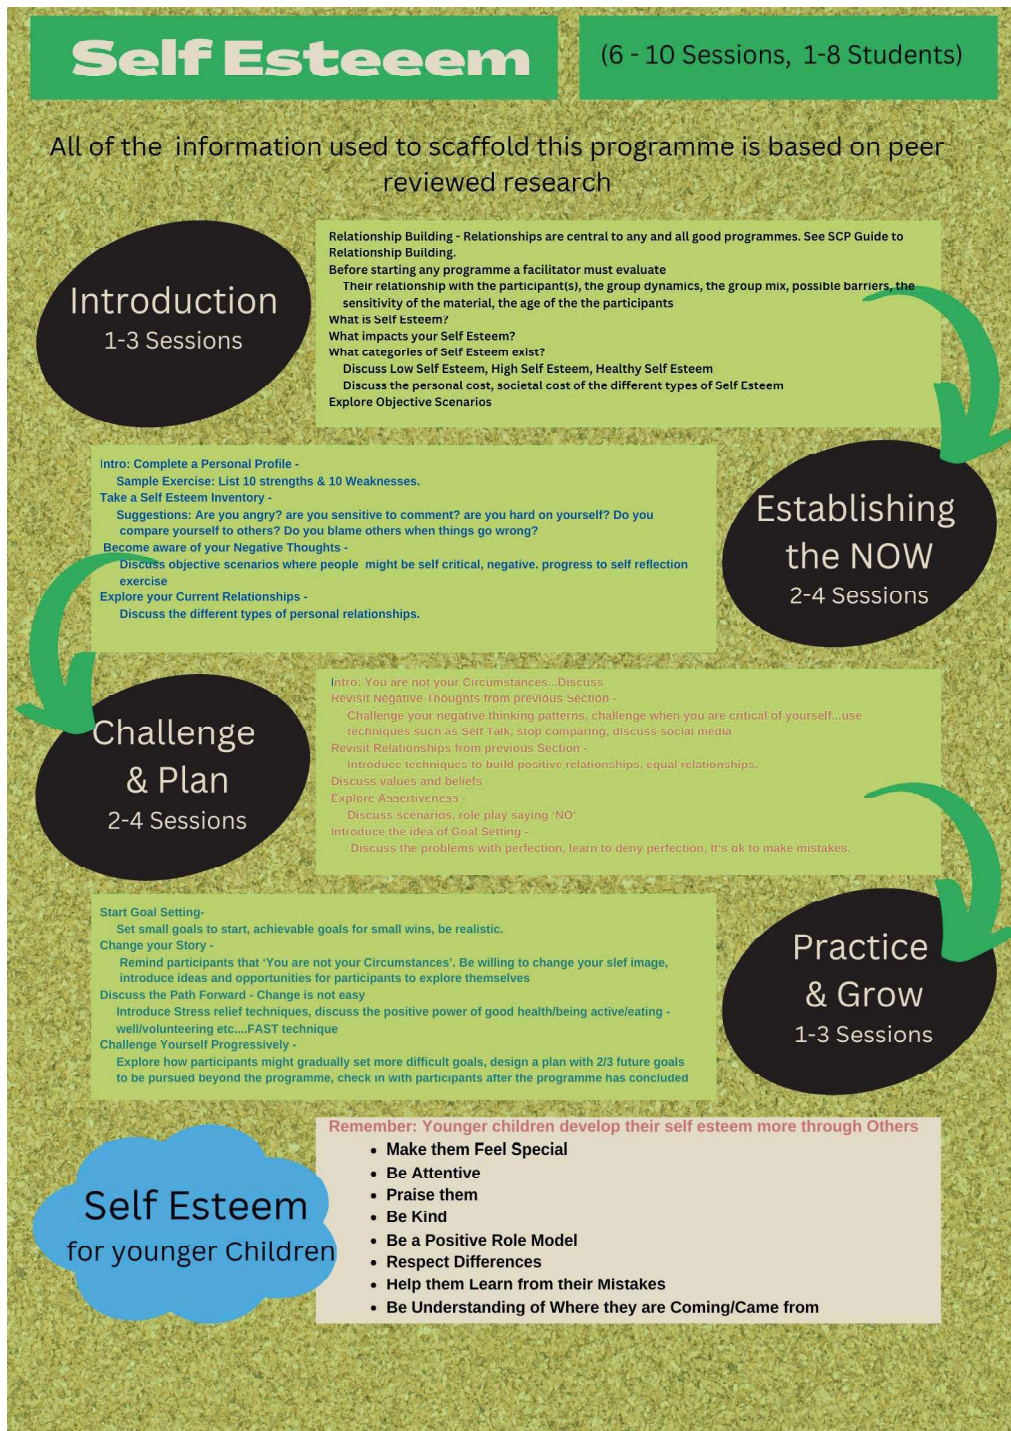 Self Esteeem
(6 - 10 Sessions, 1-8 Students)
All of the information used to scaffold this programme is based on peer
reviewed research
Introduction
1-3 Sessions
Relationship Building - Relationships are central to any and all good programmes. See SCP Guide to
Relationship Building.
Before starting any programme a facilitator must evaluate
Their relationship with the participant(s), the group dynamics, the group mix, possible barriers, the
sensitivity of the material, the age of the the participants
What is Self Esteem?
What impacts your Self Esteem?
What categories of Self Esteem exist?
Discuss Low Self Esteem, High Self Esteem, Healthy Self Esteem
Discuss the personal cost, societal cost of the different types of Self Esteem
Explore Objective Scenarios
Intro: Complete a Personal Profile -
Sample Exercise: List 10 strengths & 10 Weaknesses.
Take a Self Esteem Inventory -
Suggestions: Are you angry? are you sensitive to comment? are you hard on yourself? Do you
compare yourself to others? Do you blame others when things go wrong?
Become aware of your Negative Thoughts -
Discuss objective scenarios where people might be self critical, negative. progress to self reflection
exercise
Explore your Current Relationships -
Discuss the different types of personal relationships.
Establishing
the NOW
2-4 Sessions
Challenge
& Plan
2-4 Sessions
Intro: You are not your Circumstances...Discuss
Revisit Negative Thoughts from previous Section -
Challenge your negative thinking patterns, challenge when you are critical of yourself...use
techniques such as Self Talk, stop comparing, discuss social media
Revisit Relationships from previous Section -
Introduce techniques to build positive relationships, equal relationships.
Discuss values and beliefs
Explore Assertiveness -
Discuss scenarios, role play saying 'NO'
Introduce the idea of Goal Setting -
Discuss the problems with perfection, learn to deny perfection, It's ok to make mistakes.
Start Goal Setting-
Set small goals to start, achievable goals for small wins, be realistic.
Change your Story -
Remind participants that 'You are not your Circumstances'. Be willing to change your slef image,
introduce ideas and opportunities for participants to explore themselves
Discuss the Path Forward - Change is not easy
Introduce Stress relief techniques, discuss the positive power of good health/being active/eating -
well/volunteering etc....FAST technique
Challenge Yourself Progressively -
Explore how participants might gradually set more difficult goals, design a plan with 2/3 future goals
to be pursued beyond the programme, check in with participants after the programme has concluded
Practice
& Grow
1-3 Sessions
Self Esteem
for younger Children
Remember: Younger children develop their self esteem more through Others
• Make them Feel Special
• Be Attentive
• Praise them
• Be Kind
• Be a Positive Role Model
• Respect Differences
• Help them Learn from their Mistakes
• Be Understanding of Where they are Coming/Came from